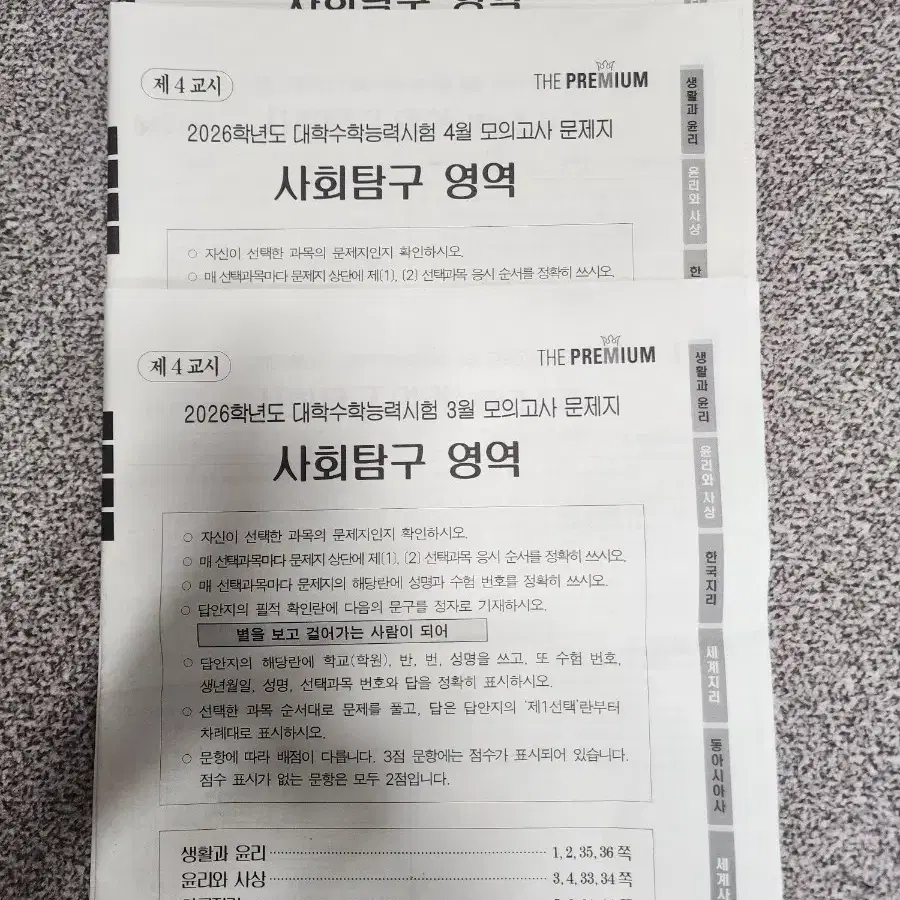 사회탐구 영역
제 4 교시
THE PREMIUM
2026학년도 대학수학능력시험 4월 모의고사 문제지
사회탐구 영역
○ 자신이 선택한 과목의 문제지인지 확인하시오.
○ 매 선택과목마다 문제지 상단에 제(1), (2) 선택과목 응시 순서를 정확히 쓰시오.
생활과 윤리
윤리와 사상
한
제 4 교시
THE PREMIUM
2026학년도 대학수학능력시험 3월 모의고사 문제지
사회탐구 영역
○ 자신이 선택한 과목의 문제지인지 확인하시오.
○ 매 선택과목마다 문제지 상단에 제(1), (2) 선택과목 응시 순서를 정확히 쓰시오.
○ 매 선택과목마다 문제지의 해당란에 성명과 수험 번호를 정확히 쓰시오.
○ 답안지의 필적 확인란에 다음의 문구를 정자로 기재하시오.
별을 보고 걸어가는 사람이 되어
○ 답안지의 해당란에 학교(학원), 반, 번, 성명을 쓰고, 또 수험 번호,
생년월일, 성명, 선택과목 번호와 답을 정확히 표시하시오.
○ 선택한 과목 순서대로 문제를 풀고, 답은 답안지의 '제1선택'란부터
차례대로 표시하시오.
○ 문항에 따라 배점이 다릅니다. 3점 문항에는 점수가 표시되어 있습니다.
점수 표시가 없는 문항은 모두 2점입니다.
생활과 윤리 1, 2, 35, 36 쪽
윤리와 사상 3, 4, 33, 34 쪽
생활과 윤리
윤리와 사상
한국지리
세계지리
동아시아사
세계사